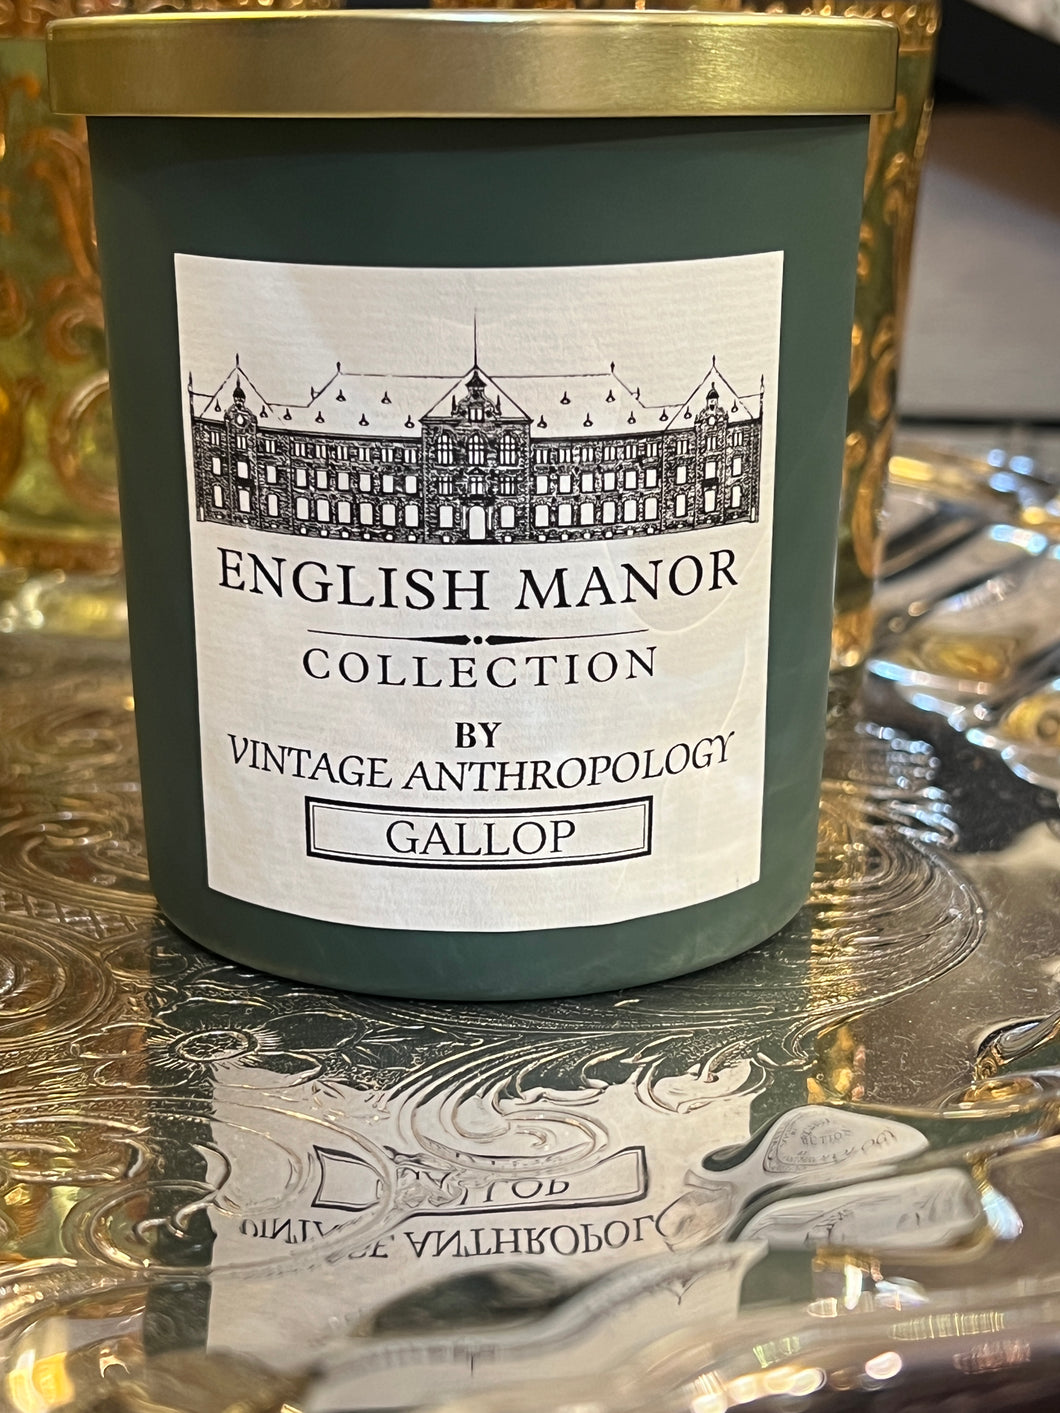 ENGLISH MANOR
COLLECTION
BY
VINTAGE ANTHROPOLOGY
GALLOP